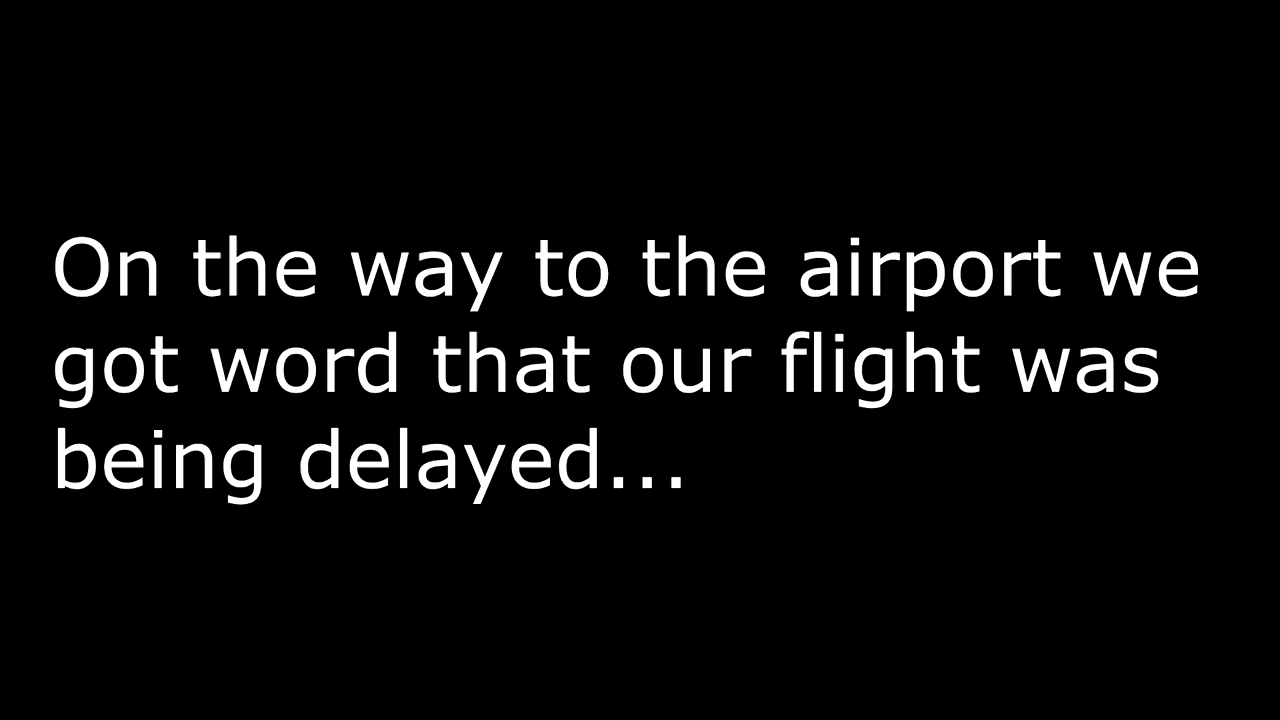 On the way to the airport we
got word that our flight was
being delayed...